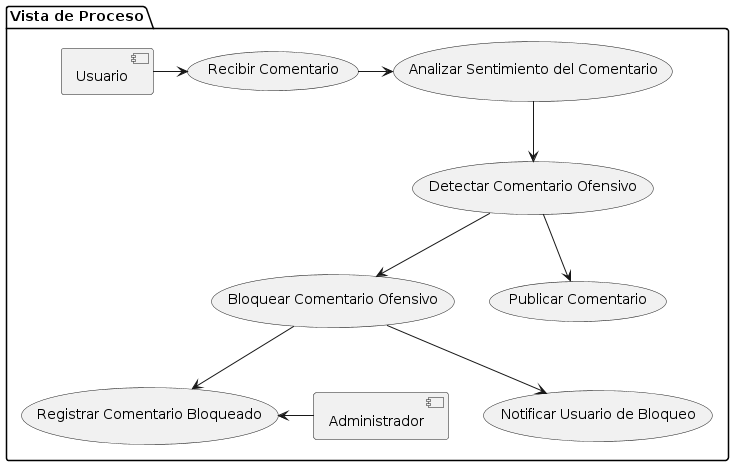 Vista de Proceso
Usuario
Recibir Comentario
Analizar Sentimiento del Comentario
Detectar Comentario Ofensivo
Bloquear Comentario Ofensivo
Publicar Comentario
Registrar Comentario Bloqueado
Administrador
Notificar Usuario de Bloqueo